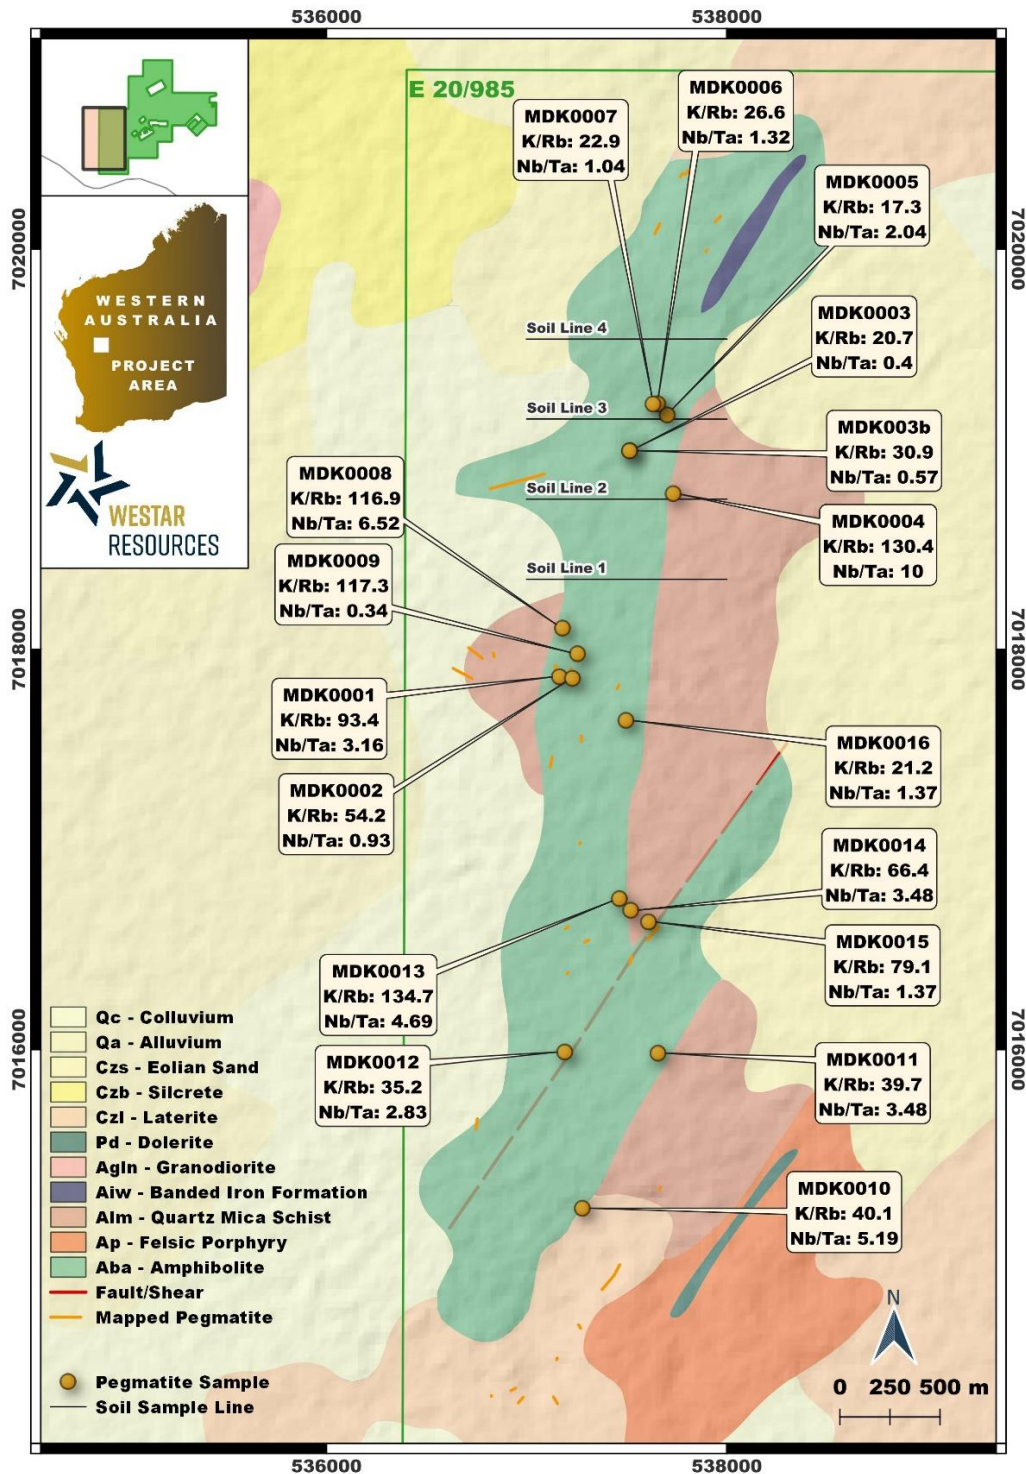 536000
538000
E 20/985
MDK0006
K/Rb: 26.6
Nb/Ta: 1.32
MDK0007
K/Rb: 22.9
Nb/Ta: 1.04
MDK0005
K/Rb: 17.3
Nb/Ta: 2.04
7020000
7020000
WESTERN
AUSTRALIA
PROJECT
AREA
MDK0003
K/Rb: 20.7
Nb/Ta: 0.4
Soil Line 4
Soil Line 3
MDK003b
K/Rb: 30.9
Nb/Ta: 0.57
WESTAR
RESOURCES
MDK0008
K/Rb: 116.9
Nb/Ta: 6.52
Soil Line 2
MDK0004
K/Rb: 130.4
Nb/Ta: 10
MDK0009
K/Rb: 117.3
Nb/Ta: 0.34
Soil Line 1
7018000
7018000
MDK0001
K/Rb: 93.4
Nb/Ta: 3.16
MDK0016
K/Rb: 21.2
Nb/Ta: 1.37
MDK0002
K/Rb: 54.2
Nb/Ta: 0.93
MDK0014
K/Rb: 66.4
Nb/Ta: 3.48
MDK0015
K/Rb: 79.1
Nb/Ta: 1.37
MDK0013
K/Rb: 134.7
Nb/Ta: 4.69
7016000
7016000
MDK0012
K/Rb: 35.2
Nb/Ta: 2.83
MDK0011
K/Rb: 39.7
Nb/Ta: 3.48
MDK0010
K/Rb: 40.1
Nb/Ta: 5.19
Qc - Colluvium
Qa - Alluvium
Czs - Eolian Sand
Czb - Silcrete
Czl - Laterite
Pd - Dolerite
Agln - Granodiorite
Aiw - Banded Iron Formation
Alm - Quartz Mica Schist
Ap - Felsic Porphyry
Aba - Amphibolite
Fault/Shear
Mapped Pegmatite
Pegmatite Sample
Soil Sample Line
N
0 250 500 m
536000
538000